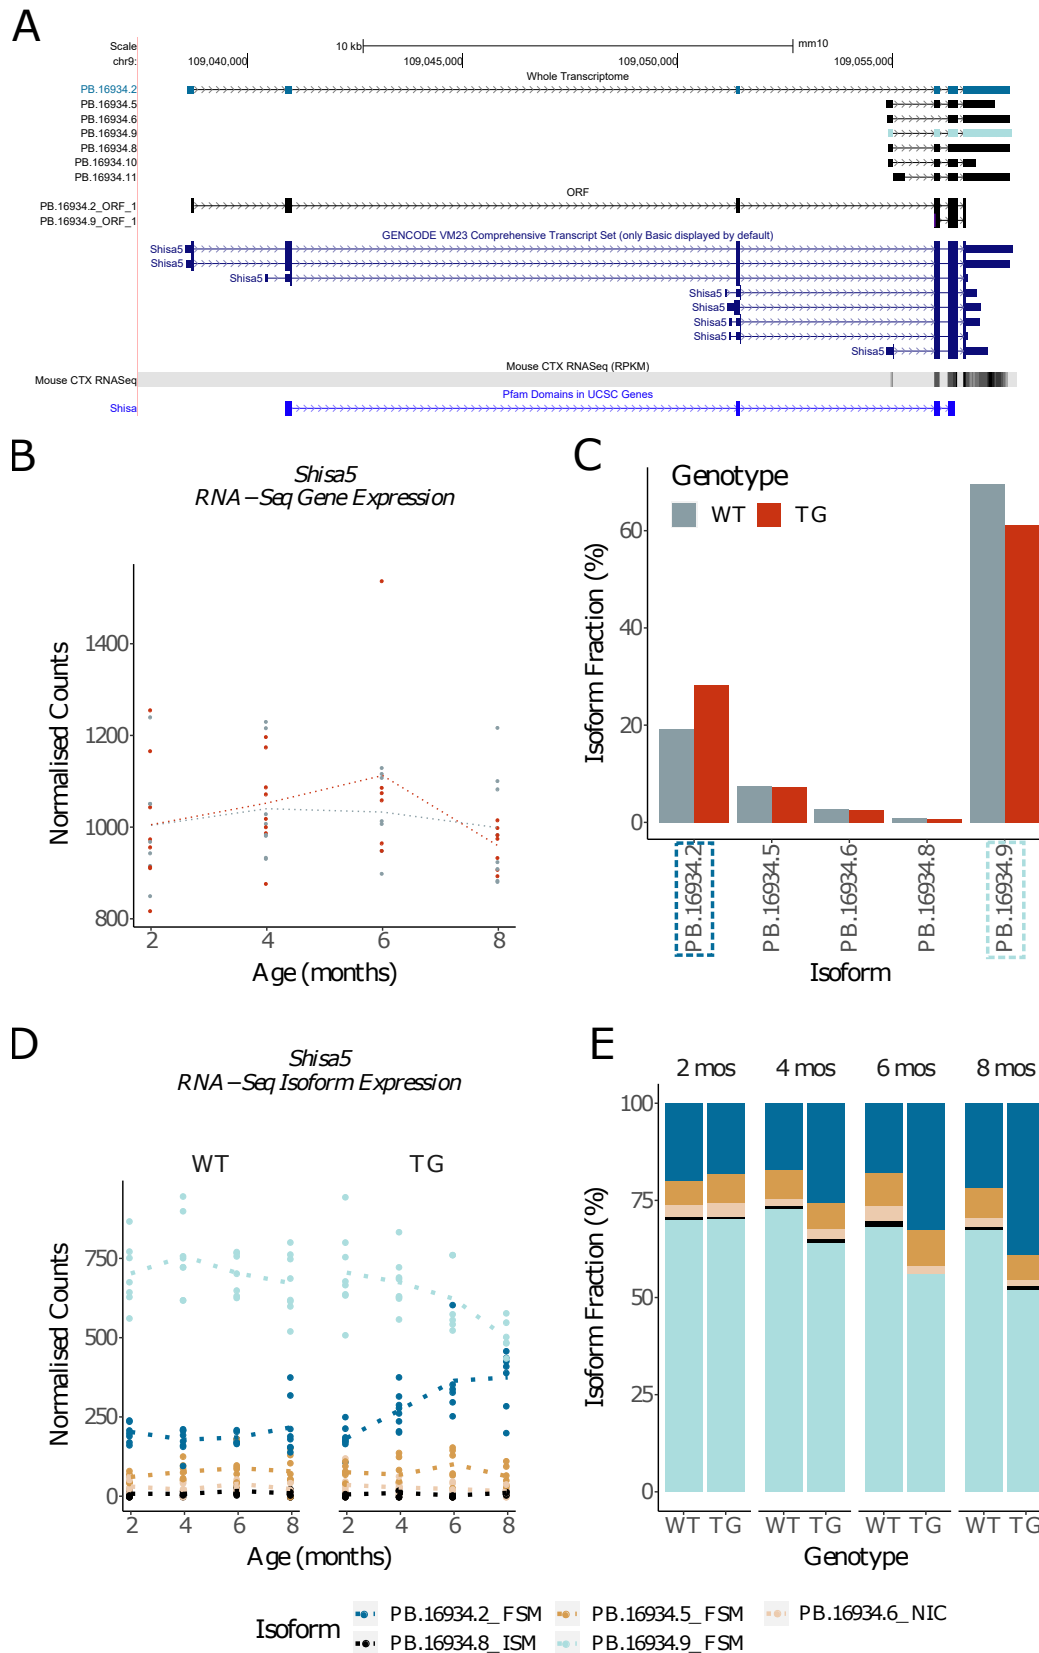 A
Scale 10 kb mm10
chr9: 109,040,000 109,045,000 109,050,000 109,055,000
Whole Transcriptome
PB.16934.2
PB.16934.5
PB.16934.6
PB.16934.9
PB.16934.8
PB.16934.10
PB.16934.11
ORF
PB.16934.2_ORF_1
PB.16934.9_ORF_1
GENCODE VM23 Comprehensive Transcript Set (only Basic displayed by default)
Shisa5
Shisa5
Shisa5
Shisa5
Shisa5
Shisa5
Shisa5
Shisa5
Mouse CTX RNASeq (RPKM)
Mouse CTX RNASeq
Pfam Domains in UCSC Genes
Shisa
B
Shisa5
RNA−Seq Gene Expression
Normalised Counts
1400
1200
1000
800
2 4 6 8
Age (months)
C
Genotype
WT TG
Isoform Fraction (%)
60
40
20
0
PB.16934.2 PB.16934.5 PB.16934.6 PB.16934.8 PB.16934.9
Isoform
D
Shisa5
RNA−Seq Isoform Expression
WT TG
Normalised Counts
750
500
250
0
2 4 6 8 2 4 6 8
Age (months)
E
2 mos 4 mos 6 mos 8 mos
Isoform Fraction (%)
100
75
50
25
0
WT TG WT TG WT TG WT TG
Genotype
Isoform
PB.16934.2_FSM PB.16934.5_FSM PB.16934.6_NIC
PB.16934.8_ISM PB.16934.9_FSM